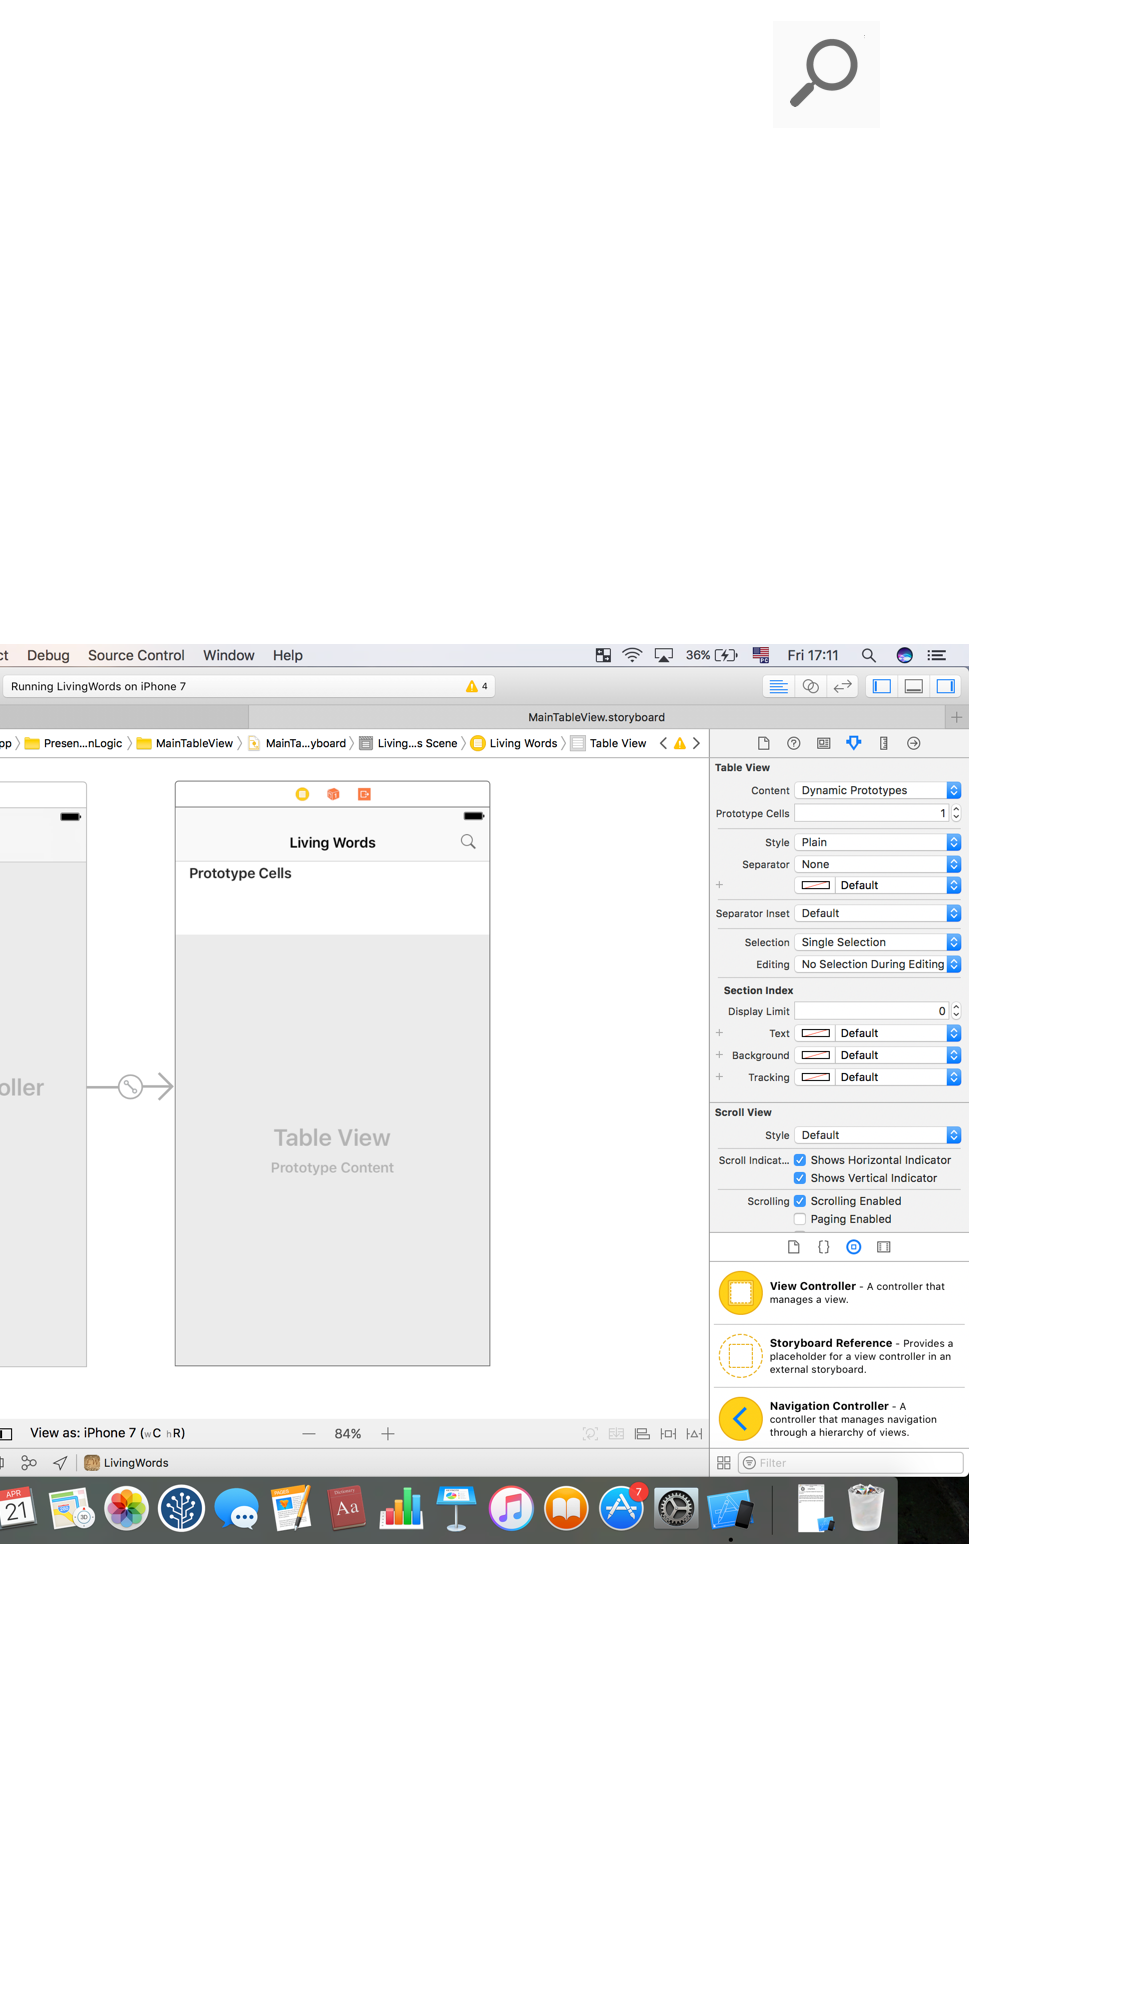 ct Debug Source Control Window Help 36% Fri 17:11
Running LivingWords on iPhone 7 4
MainTableView.storyboard
pp Presen...nLogic MainTableView MainTa...yboard Living...s Scene Living Words Table View
Living Words
Prototype Cells
oller
Table View
Prototype Content
Table View
Content Dynamic Prototypes
Prototype Cells 1
Style Plain
Separator None
Default
Separator Inset Default
Selection Single Selection
Editing No Selection During Editing
Section Index
Display Limit 0
Text Default
Background Default
Tracking Default
Scroll View
Style Default
Scroll Indicat... Shows Horizontal Indicator
Shows Vertical Indicator
Scrolling Scrolling Enabled
Paging Enabled
{}
View Controller - A controller that
manages a view.
Storyboard Reference - Provides a
placeholder for a view controller in an
external storyboard.
Navigation Controller - A
controller that manages navigation
through a hierarchy of views.
View as: iPhone 7 (wC hR) — 84% +
LivingWords
Filter
APR
21
3D
PAGES
Dictionary
Aa
7